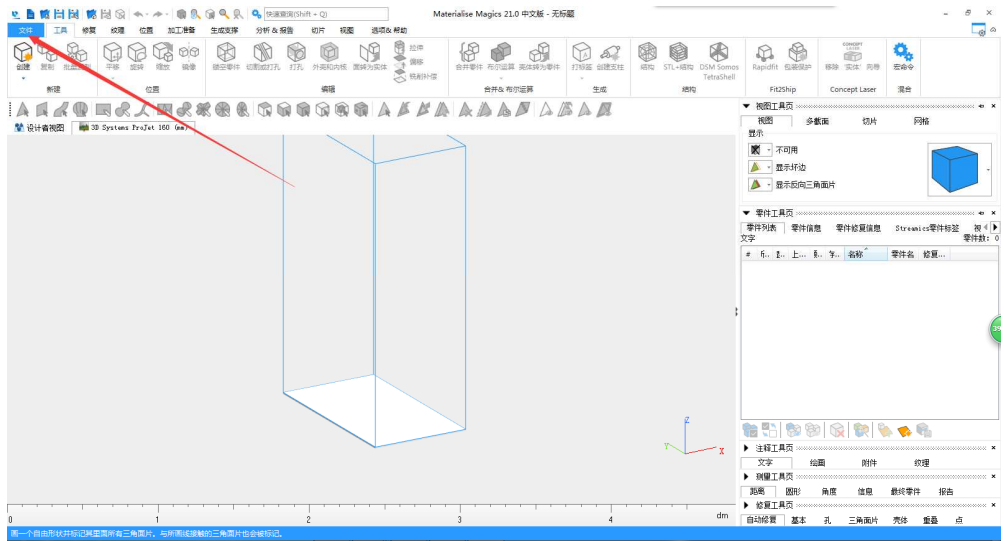 快速查询(Shift + Q)
Materialise Magics 21.0 中文版 - 无标题
文件 工具 修复 纹理 位置 加工准备 生成支撑 分析 & 报告 切片 视图 选项& 帮助
创建 复制 平移 旋转 缩放 镜像 镂空零件 切割或打孔 打孔 外壳和内核 面转为实体 拉伸
偏移
铣削补偿
合并零件 布尔运算 壳体转为零件 打标签 创建支柱 结构 STL+结构 DSM Somos
TetraShell
Rapidfit 包装保护 移除 "实体" 向导 宏命令
CONCEPT
新建 位置 编辑 合并& 布尔运算 生成 结构 Fit2Ship Concept Laser 混合
设计者视图 3D Systems ProJet 160 (mm)
视图工具页
视图 多截面 切片 网格
显示
不可用
显示坏边
显示反向三角面片
零件工具页
零件列表 零件信息 零件修复信息 Streamics零件标签 视
文字 零件数: 0
# 上... 名称 零件名 修复...
39
注释工具页
文字 绘画 附件 纹理
测量工具页
距离 圆形 角度 信息 最终零件 报告
修复工具页
自动修复 基本 孔 三角面片 壳体 重叠 点
Z
Y
X
0 1 2 3 4 dm
画一个自由形状并标记其里面所有三角面片。与所画线接触的三角面片也会被标记。